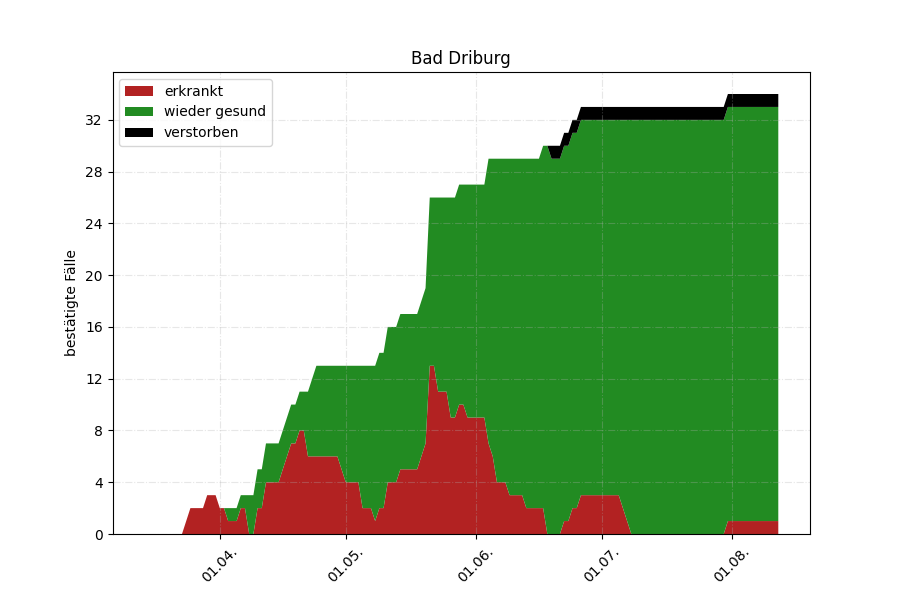 Bad Driburg
erkrankt
wieder gesund
verstorben
bestätigte Fälle
32
28
24
20
16
12
8
4
0
01.04.
01.05.
01.06.
01.07.
01.08.